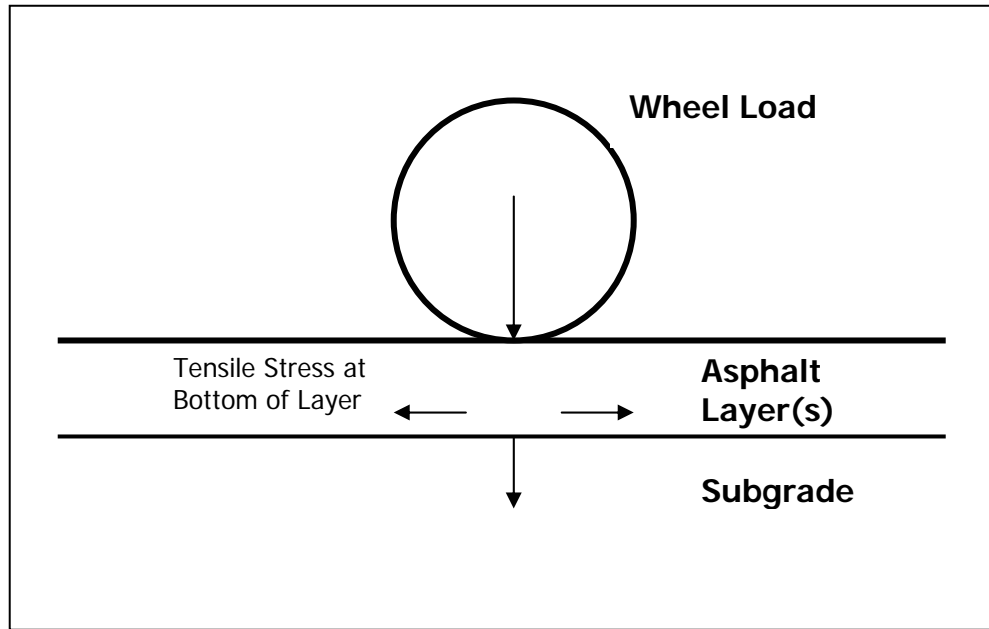 Wheel Load
Tensile Stress at
Bottom of Layer
Asphalt
Layer(s)
Subgrade